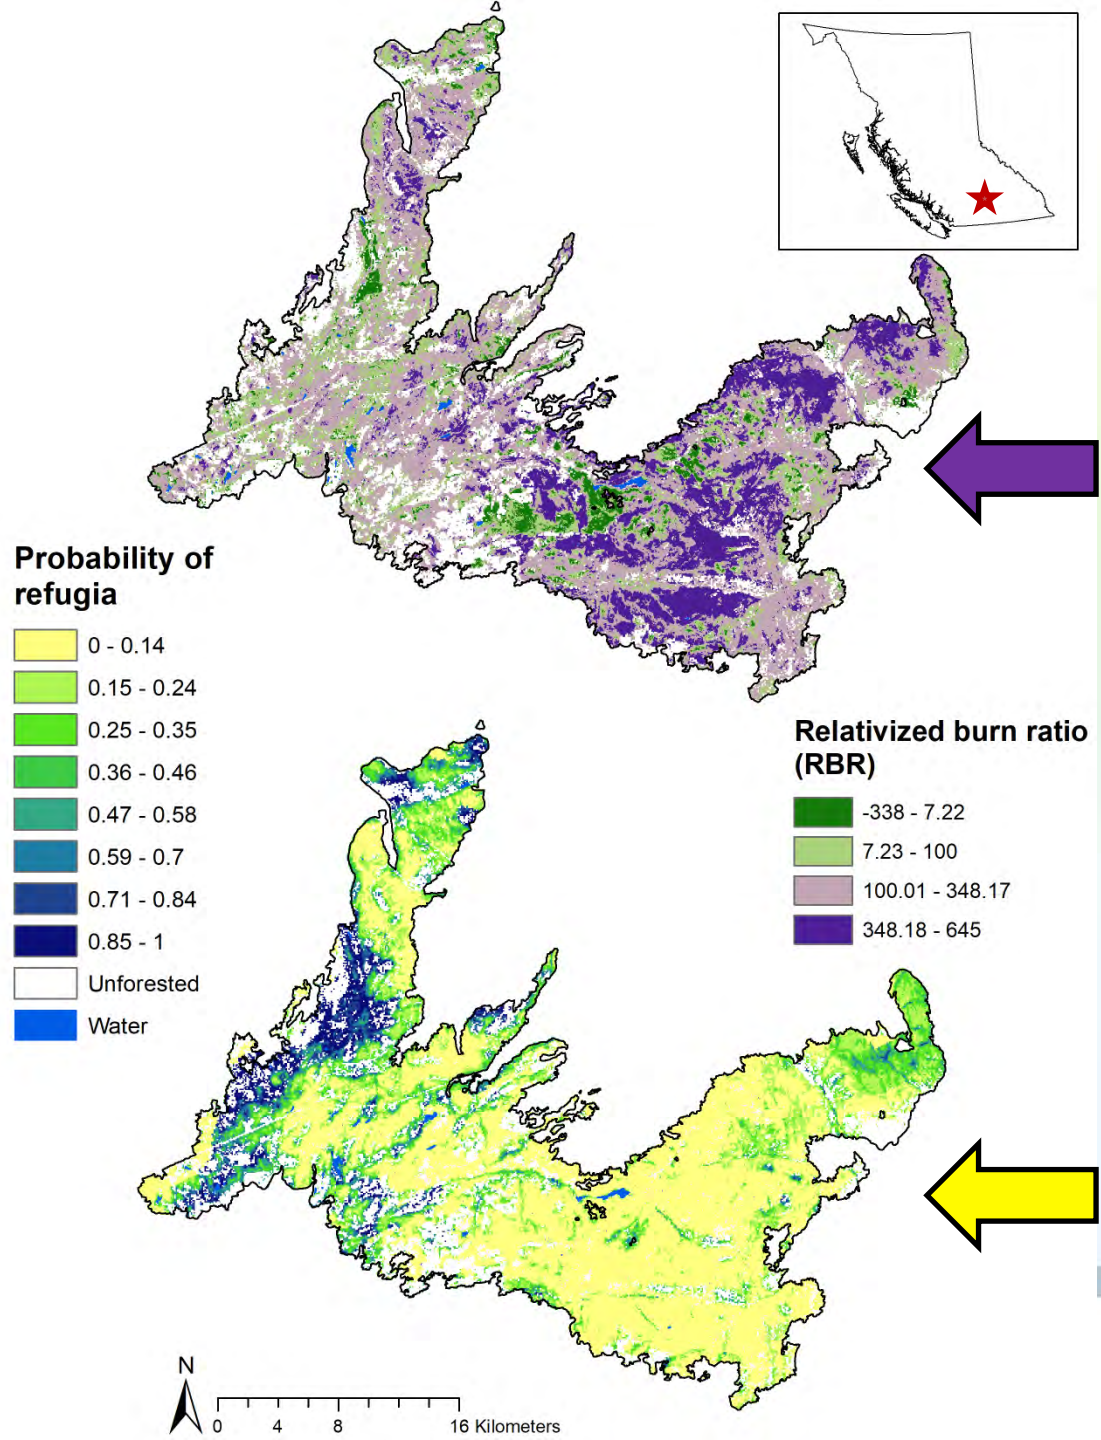 Probability of
refugia
0 - 0.14
0.15 - 0.24
0.25 - 0.35
0.36 - 0.46
0.47 - 0.58
0.59 - 0.7
0.71 - 0.84
0.85 - 1
Unforested
Water
Relativized burn ratio
(RBR)
-338 - 7.22
7.23 - 100
100.01 - 348.17
348.18 - 645
N
0 4 8 16 Kilometers